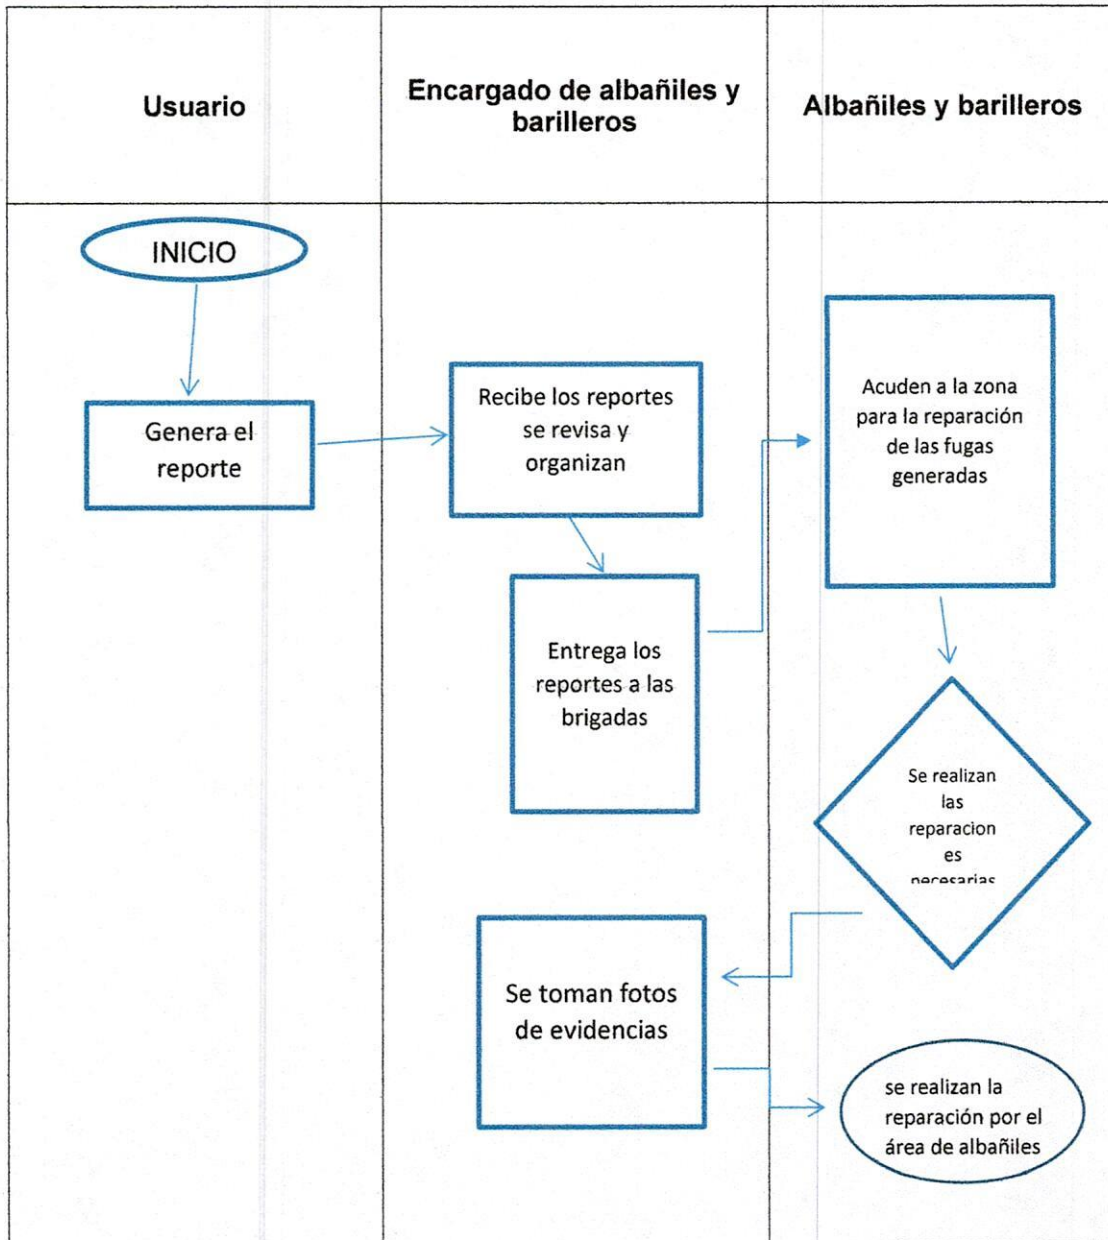 Usuario
Encargado de albañiles y
barilleros
Albañiles y barilleros
INICIO
Genera el
reporte
Recibe los reportes
se revisa y
organizan
Entrega los
reportes a las
brigadas
Acuden a la zona
para la reparación
de las fugas
generadas
Se realizan
las
reparacion
es
necesarias
Se toman fotos
de evidencias
se realizan la
reparación por el
área de albañiles